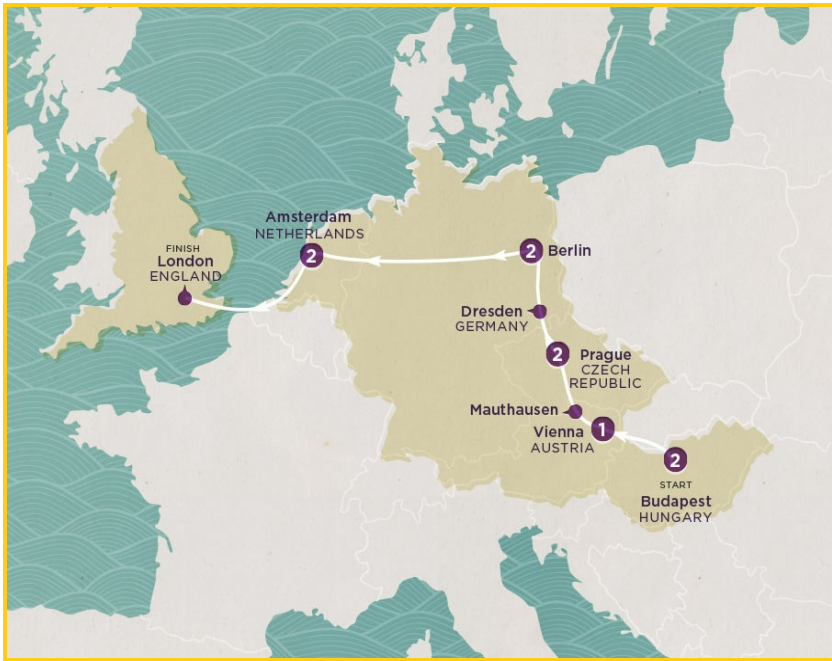 Amsterdam
NETHERLANDS
2
2
Berlin
FINISH
London
ENGLAND
Dresden
GERMANY
2
Prague
CZECH
REPUBLIC
Mauthausen
Vienna
AUSTRIA
1
2
START
Budapest
HUNGARY